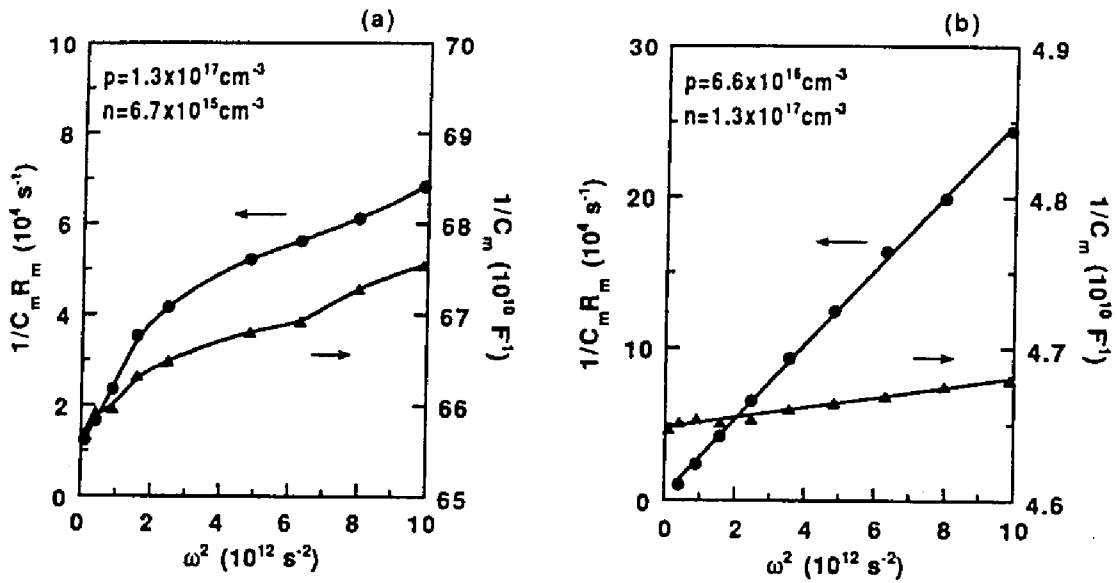 (a)
10
8
6
4
2
0
1/CmRm (10⁴ s⁻¹)
p=1.3x10¹⁷cm⁻³
n=6.7x10¹⁵cm⁻³
70
69
68
67
66
65
1/Cm (10¹⁰ F⁻¹)
0 2 4 6 8 10
ω² (10¹² s⁻²)
(b)
30
20
10
0
1/CmRm (10⁴ s⁻¹)
p=6.6x10¹⁶cm⁻³
n=1.3x10¹⁷cm⁻³
4.9
4.8
4.7
4.6
1/Cm (10¹⁰ F⁻¹)
0 2 4 6 8 10
ω² (10¹² s⁻²)